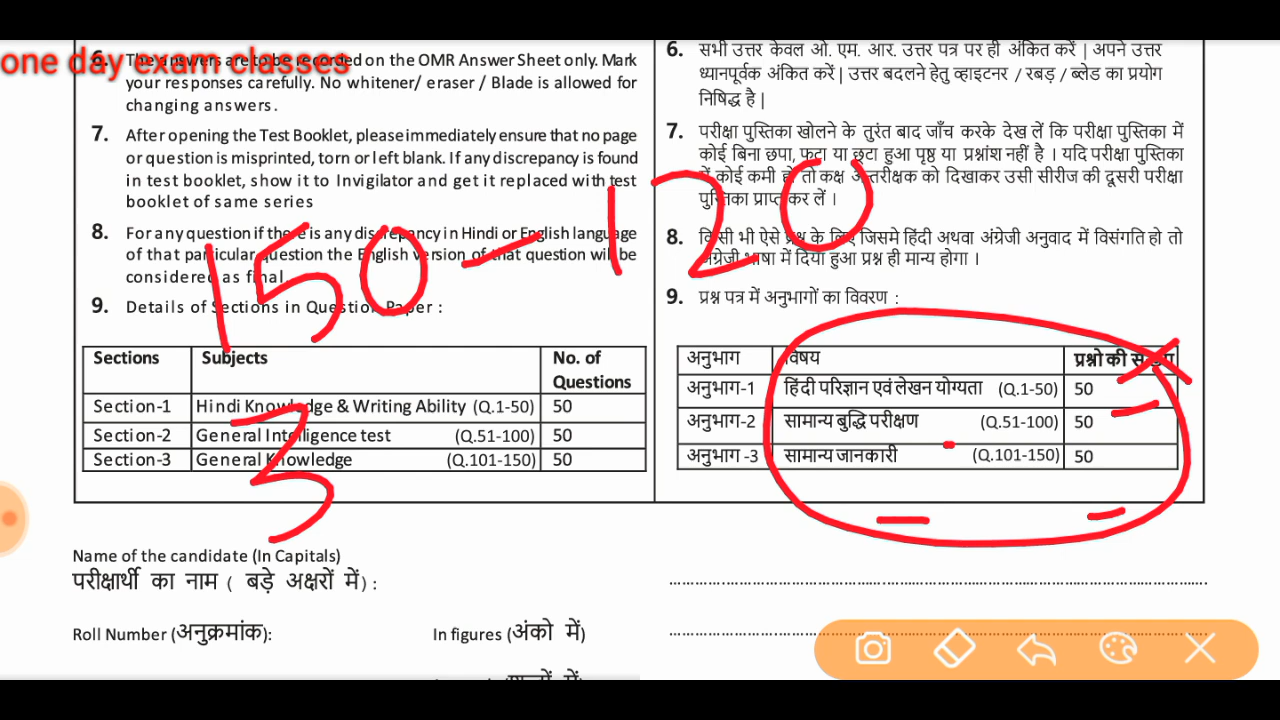 one day exam classes
6. The answers are to be recorded on the OMR Answer Sheet only. Mark
your responses carefully. No whitener/ eraser / Blade is allowed for
changing answers.
7. After opening the Test Booklet, please immediately ensure that no page
or question is misprinted, torn or left blank. If any discrepancy is found
in test booklet, show it to Invigilator and get it replaced with test
booklet of same series
8. For any question if there is any discrepancy in Hindi or English language
of that particular question the English version of that question will be
considered as final.
9. Details of Sections in Question Paper :
Sections Subjects No. of
Questions
Section-1 Hindi Knowledge & Writing Ability (Q.1-50) 50
Section-2 General Intelligence test (Q.51-100) 50
Section-3 General Knowledge (Q.101-150) 50
6. सभी उत्तर केवल ओ. एम. आर. उत्तर पत्र पर ही अंकित करें | अपने उत्तर
ध्यानपूर्वक अंकित करें | उत्तर बदलने हेतु व्हाइटनर / रबड़ / ब्लेड का प्रयोग
निषिद्ध है |
7. परीक्षा पुस्तिका खोलने के तुरंत बाद जाँच करके देख लें कि परीक्षा पुस्तिका में
कोई बिना छपा, फटा या छूटा हुआ पृष्ठ या प्रश्नांश नहीं है । यदि परीक्षा पुस्तिका
में कोई कमी हो तो कक्ष अन्तरीक्षक को दिखाकर उसी सीरीज की दूसरी परीक्षा
पुस्तिका प्राप्त कर लें ।
8. किसी भी ऐसे प्रश्न के लिए जिसमे हिंदी अथवा अंग्रेजी अनुवाद में विसंगति हो तो
अंग्रेजी भाषा में दिया हुआ प्रश्न ही मान्य होगा ।
9. प्रश्न पत्र में अनुभागों का विवरण :
अनुभाग विषय प्रश्नो की
अनुभाग-1 हिंदी परिज्ञान एवं लेखन योग्यता (Q.1-50) 50
अनुभाग-2 सामान्य बुद्धि परीक्षण (Q.51-100) 50
अनुभाग -3 सामान्य जानकारी (Q.101-150) 50
150-120
3
Name of the candidate (In Capitals)
परीक्षार्थी का नाम ( बड़े अक्षरों में) :
Roll Number (अनुक्रमांक): In figures (अंको में)